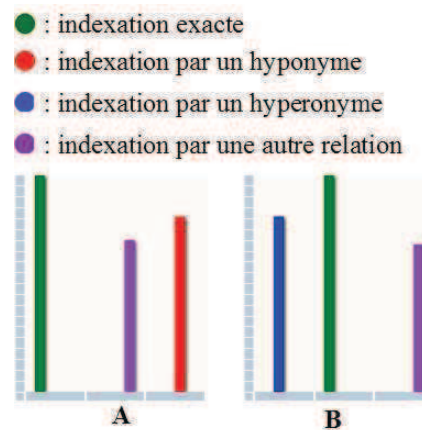 : indexation exacte
: indexation par un hyponyme
: indexation par un hyperonyme
: indexation par une autre relation
A B